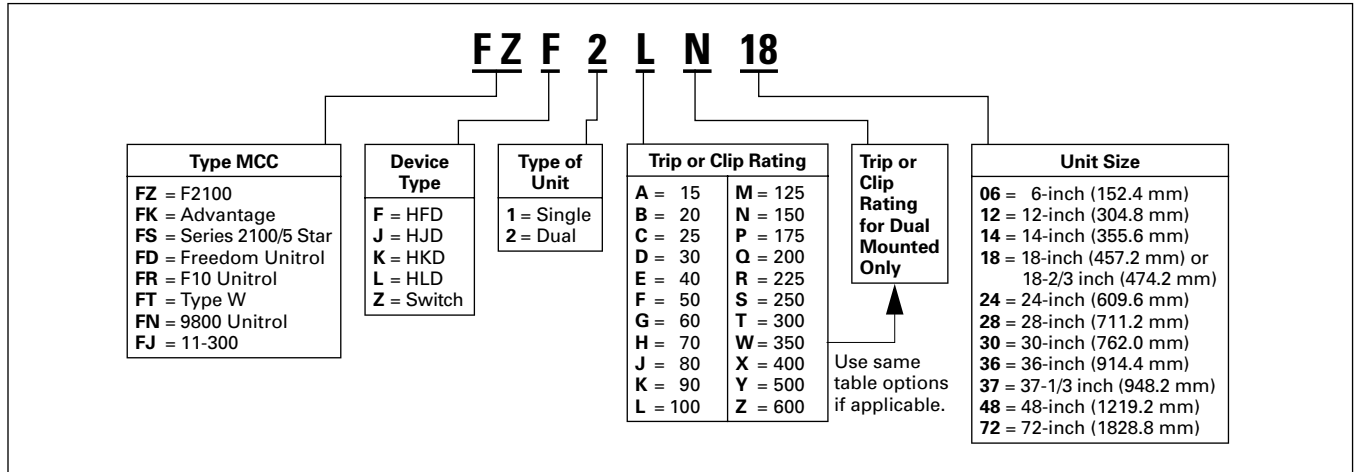 FZ F 2 L N 18
Type MCC
FZ = F2100
FK = Advantage
FS = Series 2100/5 Star
FD = Freedom Unitrol
FR = F10 Unitrol
FT = Type W
FN = 9800 Unitrol
FJ = 11-300
Device
Type
F = HFD
J = HJD
K = HKD
L = HLD
Z = Switch
Type of
Unit
1 = Single
2 = Dual
Trip or Clip Rating
A = 15
B = 20
C = 25
D = 30
E = 40
F = 50
G = 60
H = 70
J = 80
K = 90
L = 100
M = 125
N = 150
P = 175
Q = 200
R = 225
S = 250
T = 300
W = 350
X = 400
Y = 500
Z = 600
Trip or
Clip
Rating
for Dual
Mounted
Only
Use same
table options
if applicable.
Unit Size
06 = 6-inch (152.4 mm)
12 = 12-inch (304.8 mm)
14 = 14-inch (355.6 mm)
18 = 18-inch (457.2 mm) or
18-2/3 inch (474.2 mm)
24 = 24-inch (609.6 mm)
28 = 28-inch (711.2 mm)
30 = 30-inch (762.0 mm)
36 = 36-inch (914.4 mm)
37 = 37-1/3 inch (948.2 mm)
48 = 48-inch (1219.2 mm)
72 = 72-inch (1828.8 mm)